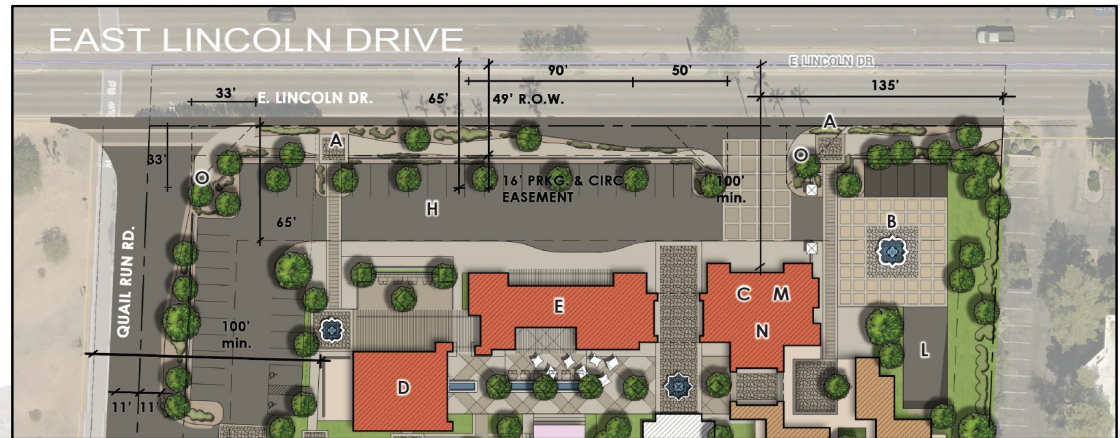 EAST LINCOLN DRIVE
E LINCOLN DR
90'
50'
135'
33'
E. LINCOLN DR.
65'
49' R.O.W.
A
A
33'
O
O
16' PRKG. & CIRC.
EASEMENT
100'
min.
H
65'
B
QUAIL RUN RD.
E
C
M
N
100'
min.
L
D
11'
11'